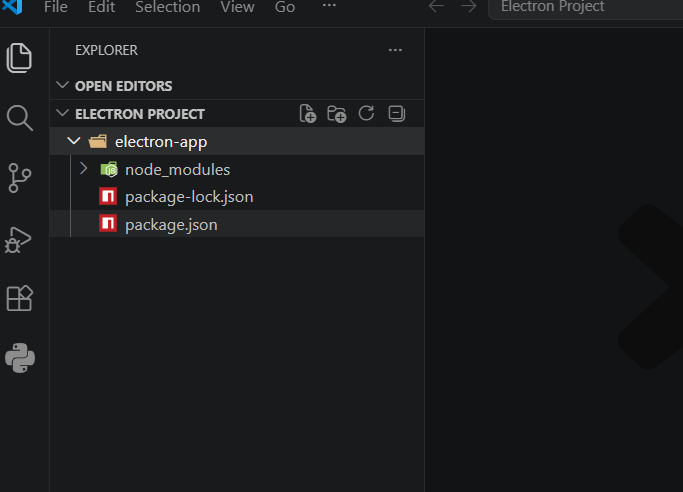 File Edit Selection View Go ···
Electron Project
EXPLORER ···
OPEN EDITORS
ELECTRON PROJECT
electron-app
node_modules
package-lock.json
package.json